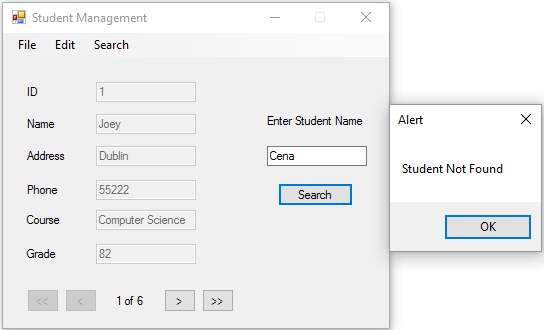 Student Management
File Edit Search
ID 1
Name Joey
Address Dublin
Phone 55222
Course Computer Science
Grade 82
<< < 1 of 6 > >>
Enter Student Name
Cena
Search
Alert
Student Not Found
OK